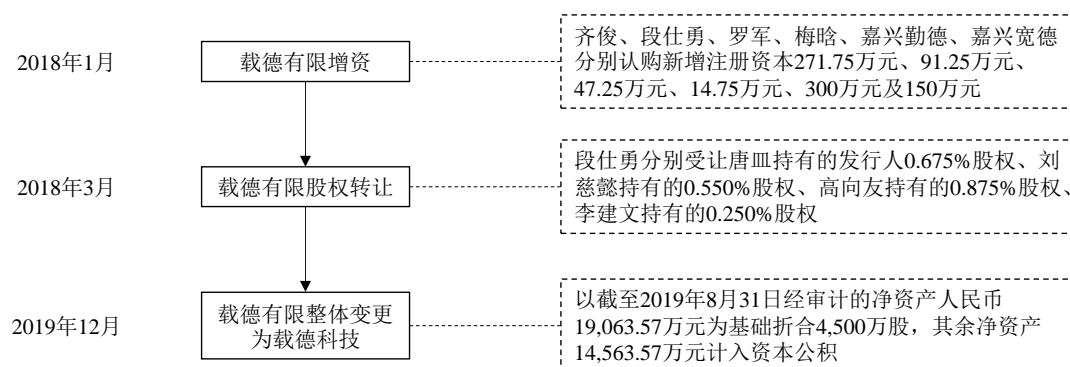 2018年1月
载德有限增资
齐俊、段仕勇、罗军、梅晗、嘉兴勤德、嘉兴宽德
分别认购新增注册资本271.75万元、91.25万元、
47.25万元、14.75万元、300万元及150万元
2018年3月
载德有限股权转让
段仕勇分别受让唐皿持有的发行人0.675%股权、刘
慈懿持有的0.550%股权、高向友持有的0.875%股权、
李建文持有的0.250%股权
2019年12月
载德有限整体变更
为载德科技
以截至2019年8月31日经审计的净资产人民币
19,063.57万元为基础折合4,500万股，其余净资产
14,563.57万元计入资本公积